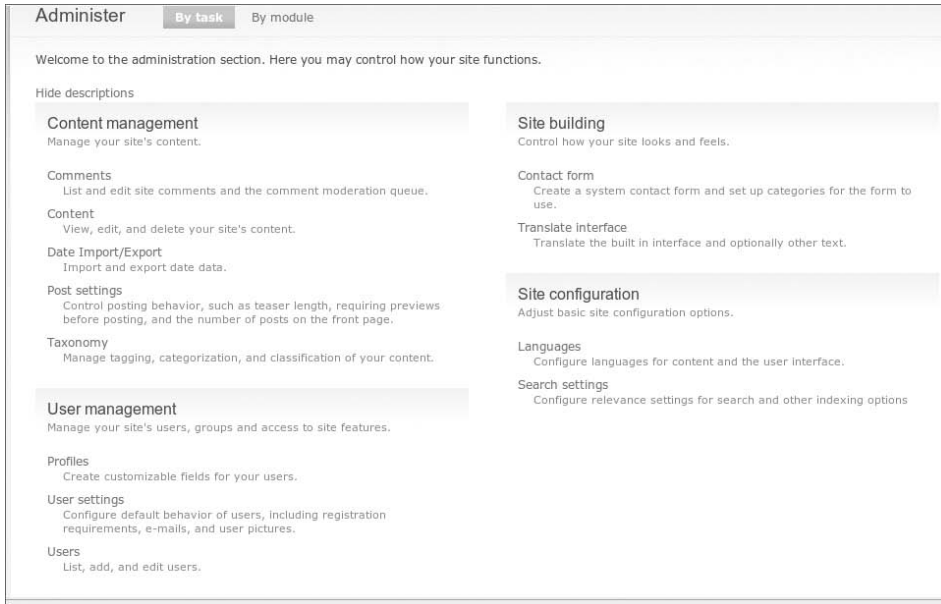 Administer By task By module
Welcome to the administration section. Here you may control how your site functions.
Hide descriptions
Content management
Manage your site's content.
Comments
List and edit site comments and the comment moderation queue.
Content
View, edit, and delete your site's content.
Date Import/Export
Import and export date data.
Post settings
Control posting behavior, such as teaser length, requiring previews
before posting, and the number of posts on the front page.
Taxonomy
Manage tagging, categorization, and classification of your content.
User management
Manage your site's users, groups and access to site features.
Profiles
Create customizable fields for your users.
User settings
Configure default behavior of users, including registration
requirements, e-mails, and user pictures.
Users
List, add, and edit users.
Site building
Control how your site looks and feels.
Contact form
Create a system contact form and set up categories for the form to
use.
Translate interface
Translate the built in interface and optionally other text.
Site configuration
Adjust basic site configuration options.
Languages
Configure languages for content and the user interface.
Search settings
Configure relevance settings for search and other indexing options